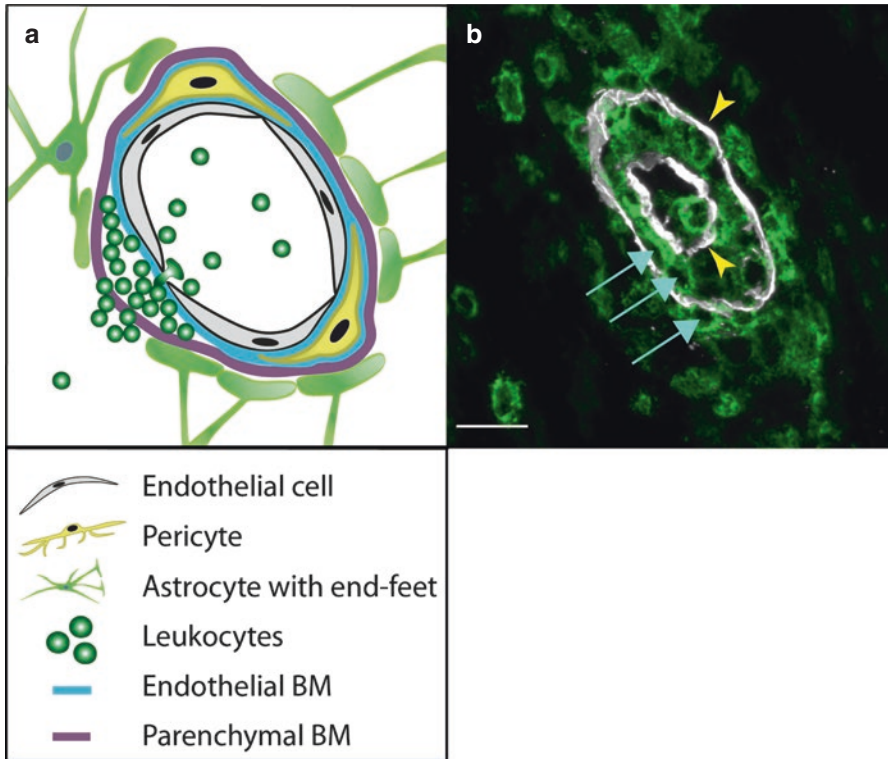 a
b
Endothelial cell
Pericyte
Astrocyte with end-feet
Leukocytes
Endothelial BM
Parenchymal BM